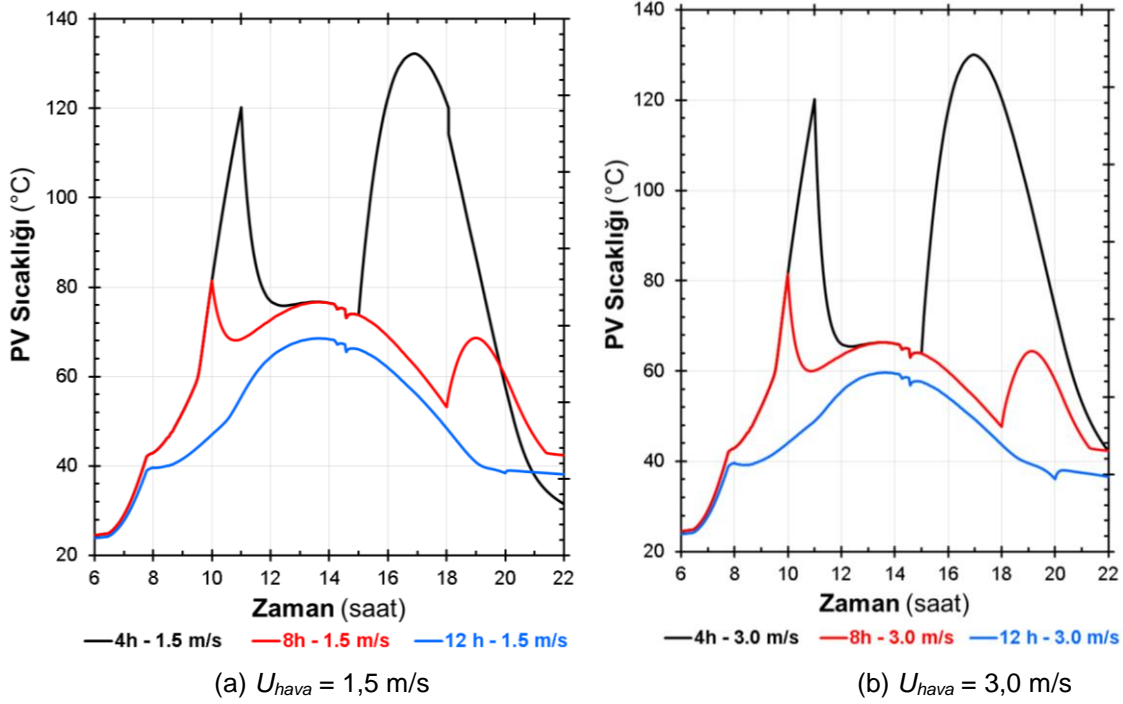 140
120
100
80
60
40
20
PV Sıcaklığı (°C)
6 8 10 12 14 16 18 20 22
Zaman (saat)
4h - 1.5 m/s 8h - 1.5 m/s 12 h - 1.5 m/s
(a) Uhava = 1,5 m/s
140
120
100
80
60
40
20
PV Sıcaklığı (°C)
6 8 10 12 14 16 18 20 22
Zaman (saat)
4h - 3.0 m/s 8h - 3.0 m/s 12 h - 3.0 m/s
(b) Uhava = 3,0 m/s